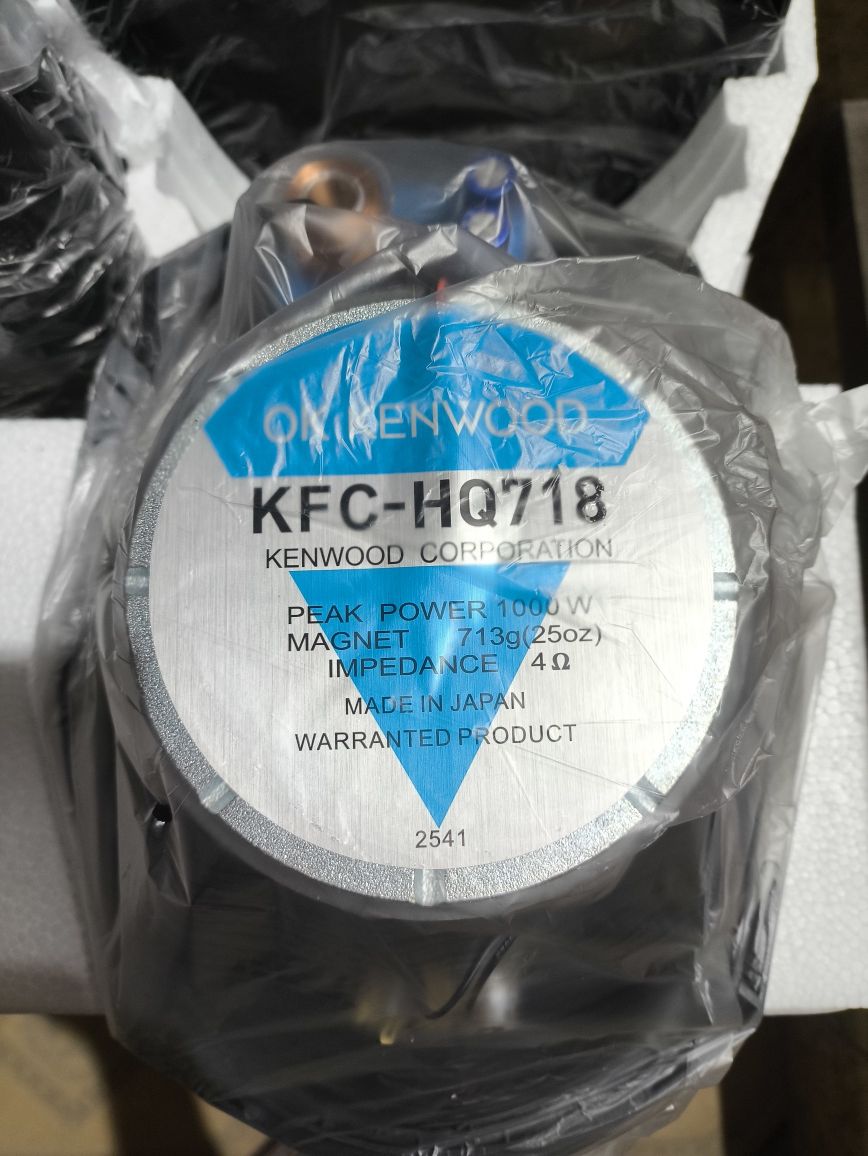 OK KENWOOD
KFC-HQ718
KENWOOD CORPORATION
PEAK POWER 1000 W
MAGNET 713g(25oz)
IMPEDANCE 4Ω
MADE IN JAPAN
WARRANTED PRODUCT
2541